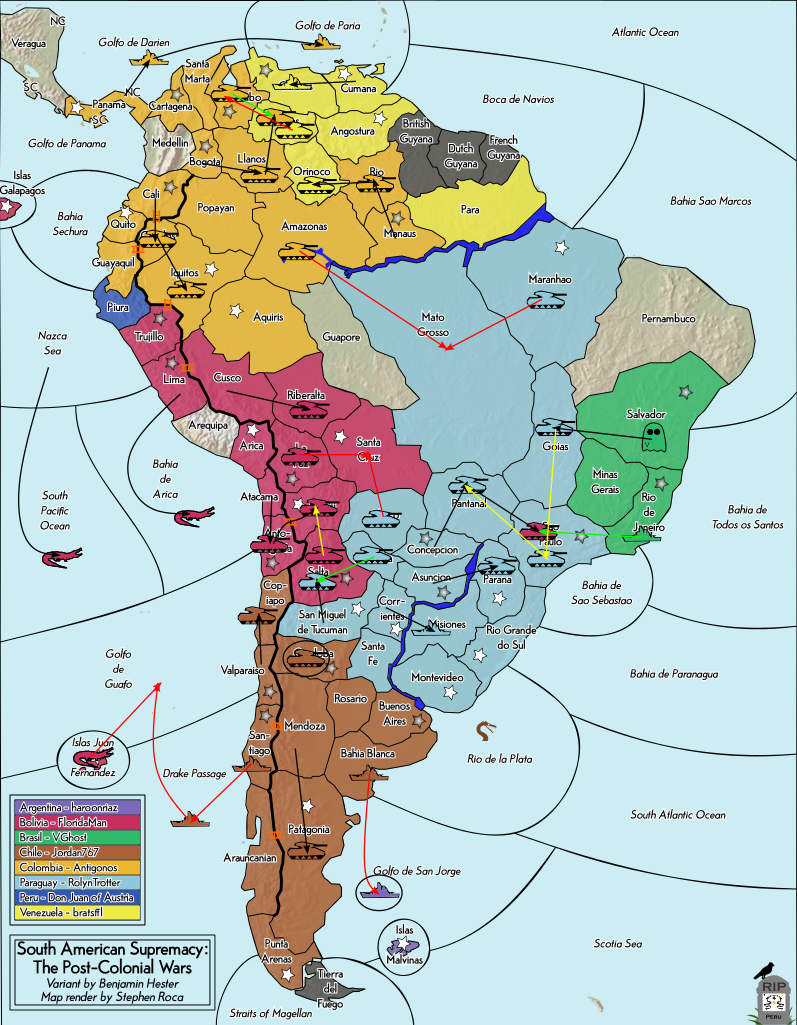 NC
Golfo de Paria
Atlantic Ocean
Veragua
Golfo de Darien
Santa
Marta
SC
NC
Panama
SC
Cartagena
Cumana
Boca de Navios
Golfo de Panama
Medellin
Angostura
British
Guyana
Dutch
Guyana
French
Guyana
Bogota
Llanos
Orinoco
Rio
Islas
Galapagos
Cali
Popayan
Para
Bahia Sao Marcos
Bahia
Sechura
Quito
Amazonas
Manaus
Guayaquil
Iquitos
Maranhao
Piura
Aquiris
Mato
Grosso
Pernambuco
Nazca
Sea
Trujillo
Guapore
Lima
Cusco
Riberalta
Salvador
Arequipa
Arica
Santa
Cruz
Goias
Bahia
de
Arica
Minas
Gerais
Rio
de
Janeiro
South
Pacific
Ocean
Atacama
Pantanal
Sao
Paulo
Bahia de
Todos os Santos
Concepcion
Salta
Asuncion
Parana
Cop-
iapo
Bahia de
Sao Sebastao
San Miguel
de Tucuman
Corr-
ientes
Misiones
Rio Grande
do Sul
Golfo
de
Guafo
Santa
Fe
Valparaiso
Montevideo
Bahia de Paranagua
Rosario
Buenos
Aires
San-
tiago
Mendoza
Islas Juan
Fernandez
Drake Passage
Bahia Blanca
Rio de la Plata
Argentina - haroonriaz
Bolivia - FloridaMan
Brasil - VGhost
Chile - Jordan767
Colombia - Antigonos
Paraguay - RolynTrotter
Peru - Don Juan of Austria
Venezuela - bratsffl
Patagonia
South Atlantic Ocean
Araucanian
Golfo de San Jorge
South American Supremacy:
The Post-Colonial Wars
Variant by Benjamin Hester
Map render by Stephen Roca
Islas
Malvinas
Scotia Sea
Punta
Arenas
Tierra
del
Fuego
Straits of Magellan
RIP
PERU